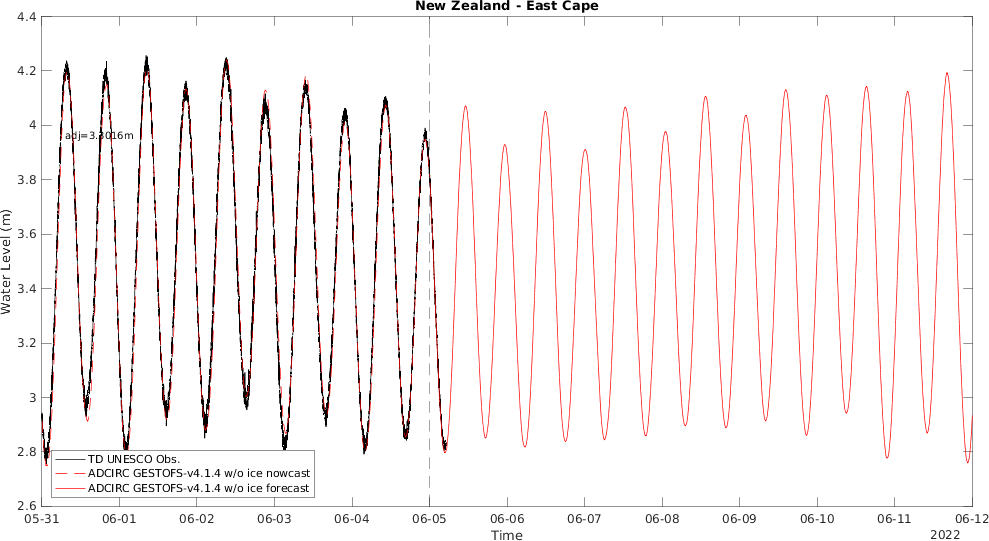 New Zealand - East Cape
4.4
4.2
4
3.8
3.6
3.4
3.2
3
2.8
2.6
Water Level (m)
adj=3.3016m
TD UNESCO Obs.
ADCIRC GESTOFS-v4.1.4 w/o ice nowcast
ADCIRC GESTOFS-v4.1.4 w/o ice forecast
05-31 06-01 06-02 06-03 06-04 06-05 06-06 06-07 06-08 06-09 06-10 06-11 06-12
Time
2022